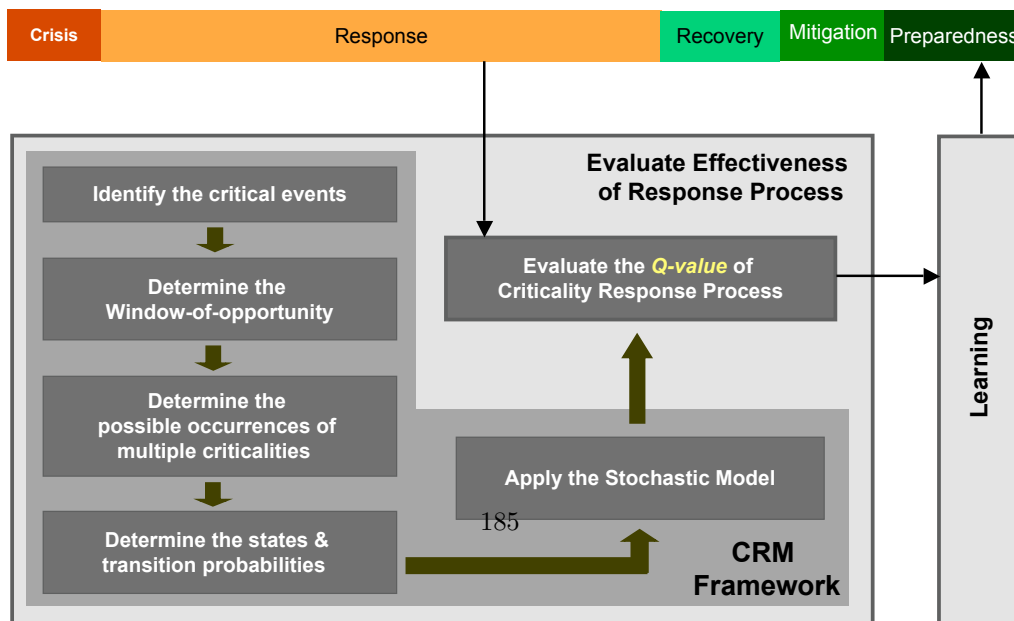 Crisis
Response
Recovery
Mitigation
Preparedness
Evaluate Effectiveness
of Response Process
Identify the critical events
Determine the
Window-of-opportunity
Determine the
possible occurrences of
multiple criticalities
Determine the states &
transition probabilities
Evaluate the Q-value of
Criticality Response Process
Apply the Stochastic Model
185
CRM
Framework
Learning